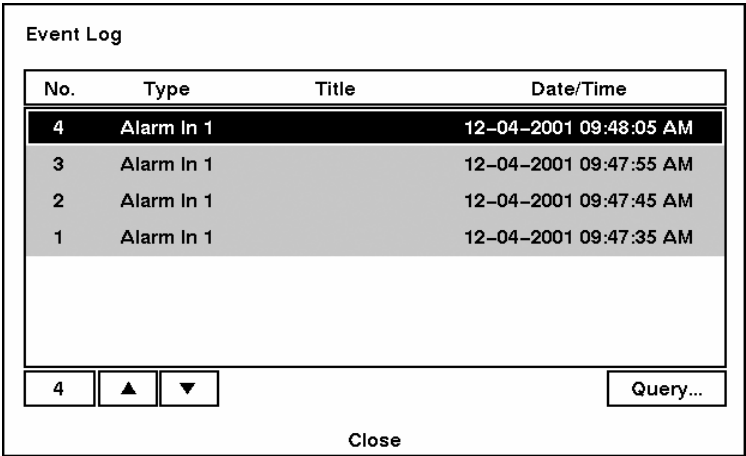 Event Log
No. Type Title Date/Time
4 Alarm In 1 12–04–2001 09:48:05 AM
3 Alarm In 1 12–04–2001 09:47:55 AM
2 Alarm In 1 12–04–2001 09:47:45 AM
1 Alarm In 1 12–04–2001 09:47:35 AM
4 ▲ ▼ Query...
Close